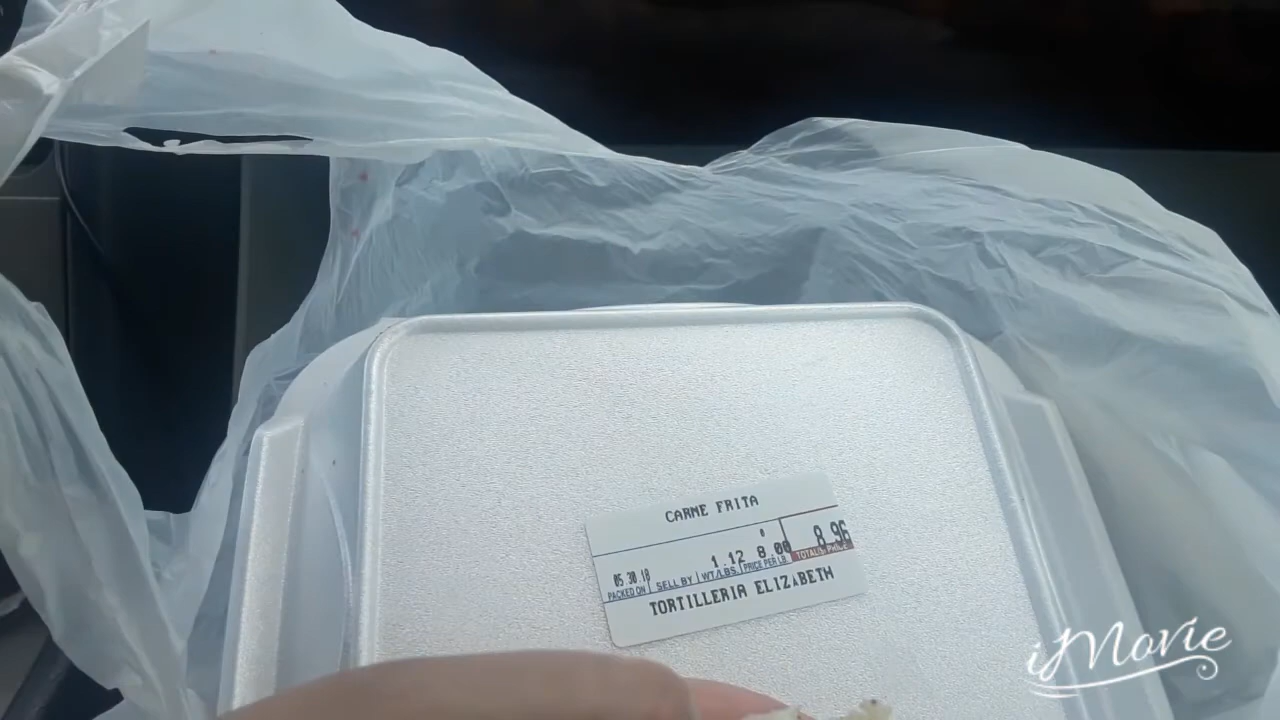 CARNE FRITA
05.30.18 1.12 8.00 8.96
PACKED ON SELL BY WT/LBS. PRICE PER LB. TOTAL $ PRICE
TORTILLERIA ELIZABETH
iMovie